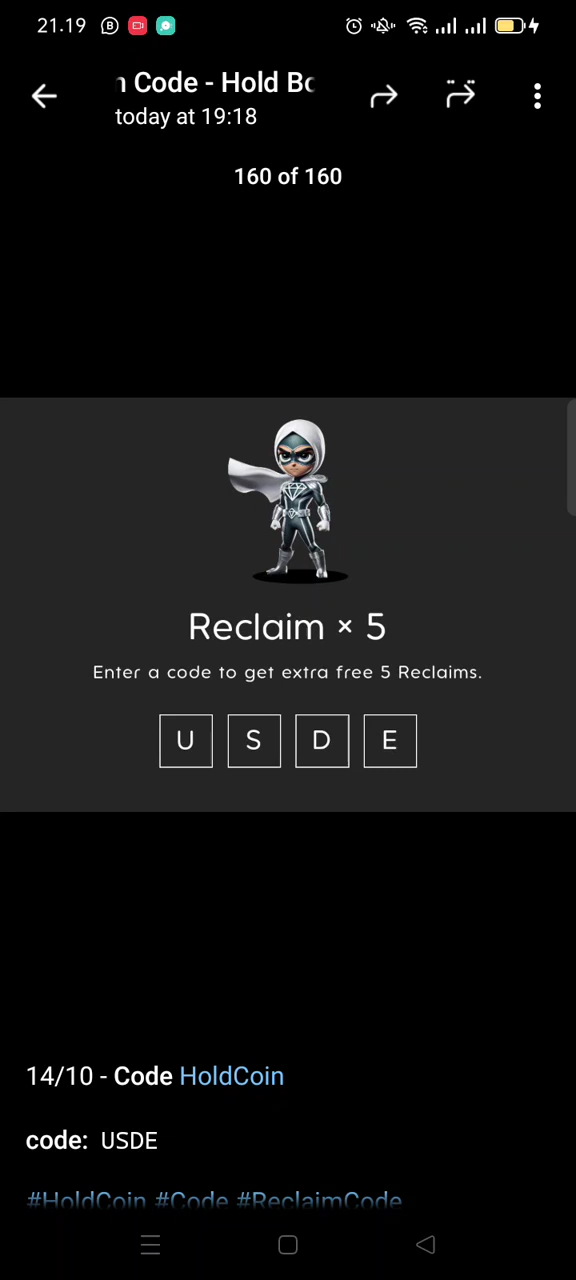 21.19
Code - Hold
today at 19:18
160 of 160
Reclaim × 5
Enter a code to get extra free 5 Reclaims.
U S D E
14/10 - Code HoldCoin
code: USDE
#HoldCoin #Code #ReclaimCode